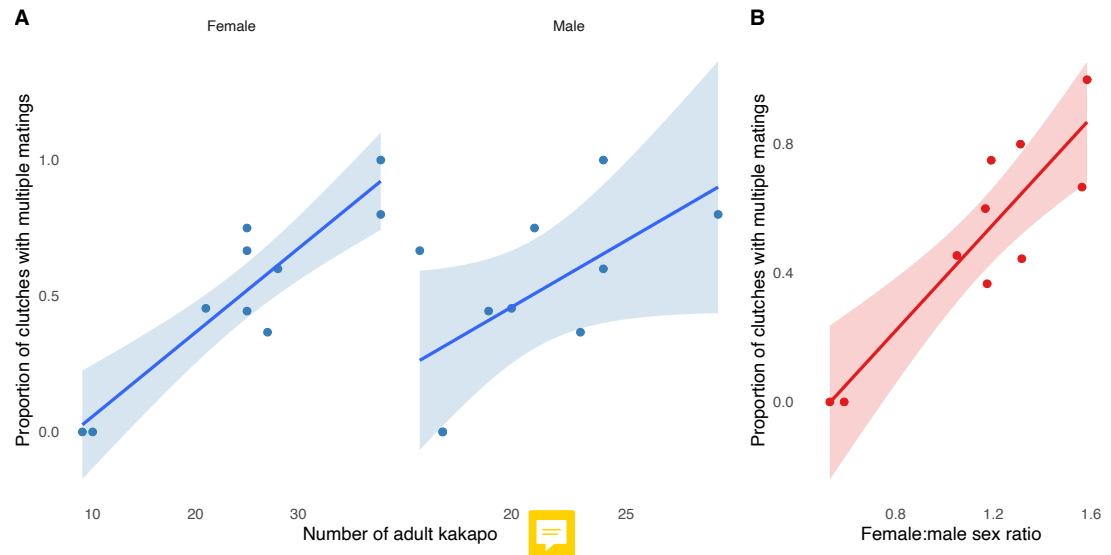 A
Female
Male
Proportion of clutches with multiple matings
1.0
0.5
0.0
10
20
30
20
25
Number of adult kakapo
B
Proportion of clutches with multiple matings
0.8
0.4
0.0
0.8
1.2
1.6
Female:male sex ratio